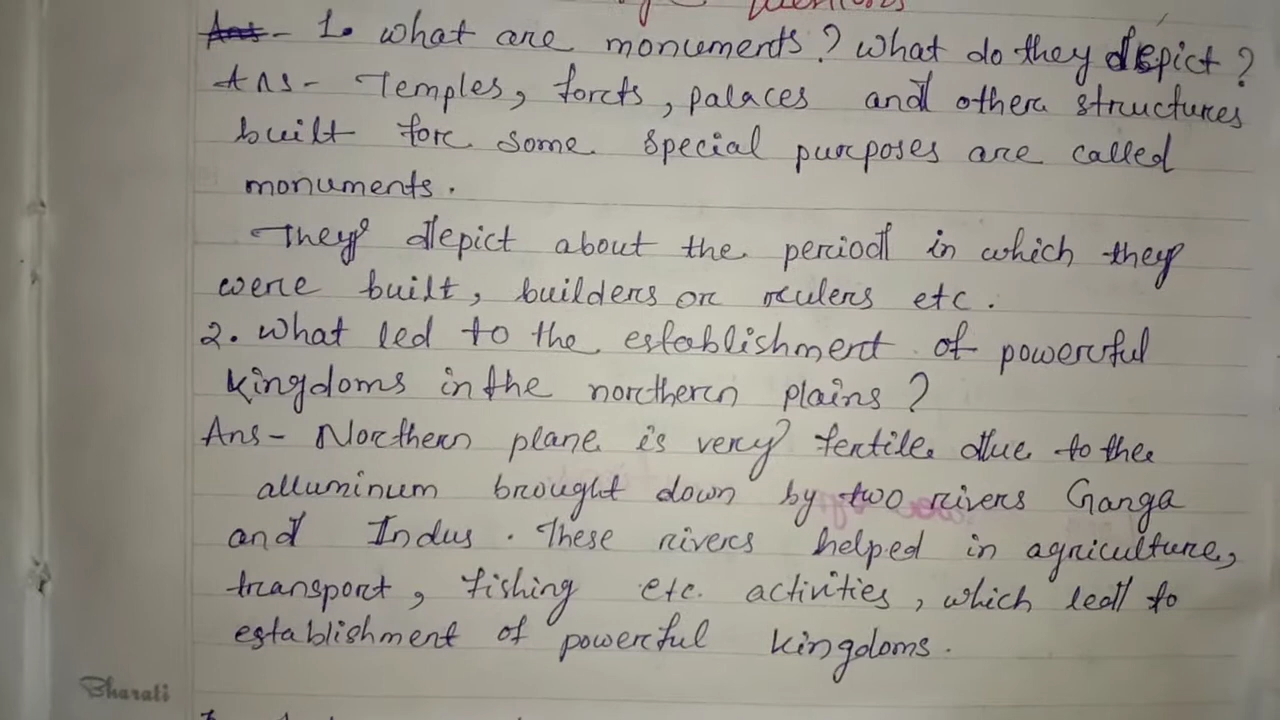 Ans - 1. what are monuments? What do they depict?
Ans - Temples, forts, palaces and other structures
built for some special purposes are called
monuments.
They depict about the period in which they
were built, builders or rulers etc.
2. What led to the establishment of powerful
kingdoms in the northern plains?
Ans - Northern plane is very fertile due to the
alluminum brought down by two rivers Ganga
and Indus. These rivers helped in agriculture,
transport, fishing etc. activities, which lead to
establishment of powerful kingdoms.
Bharati